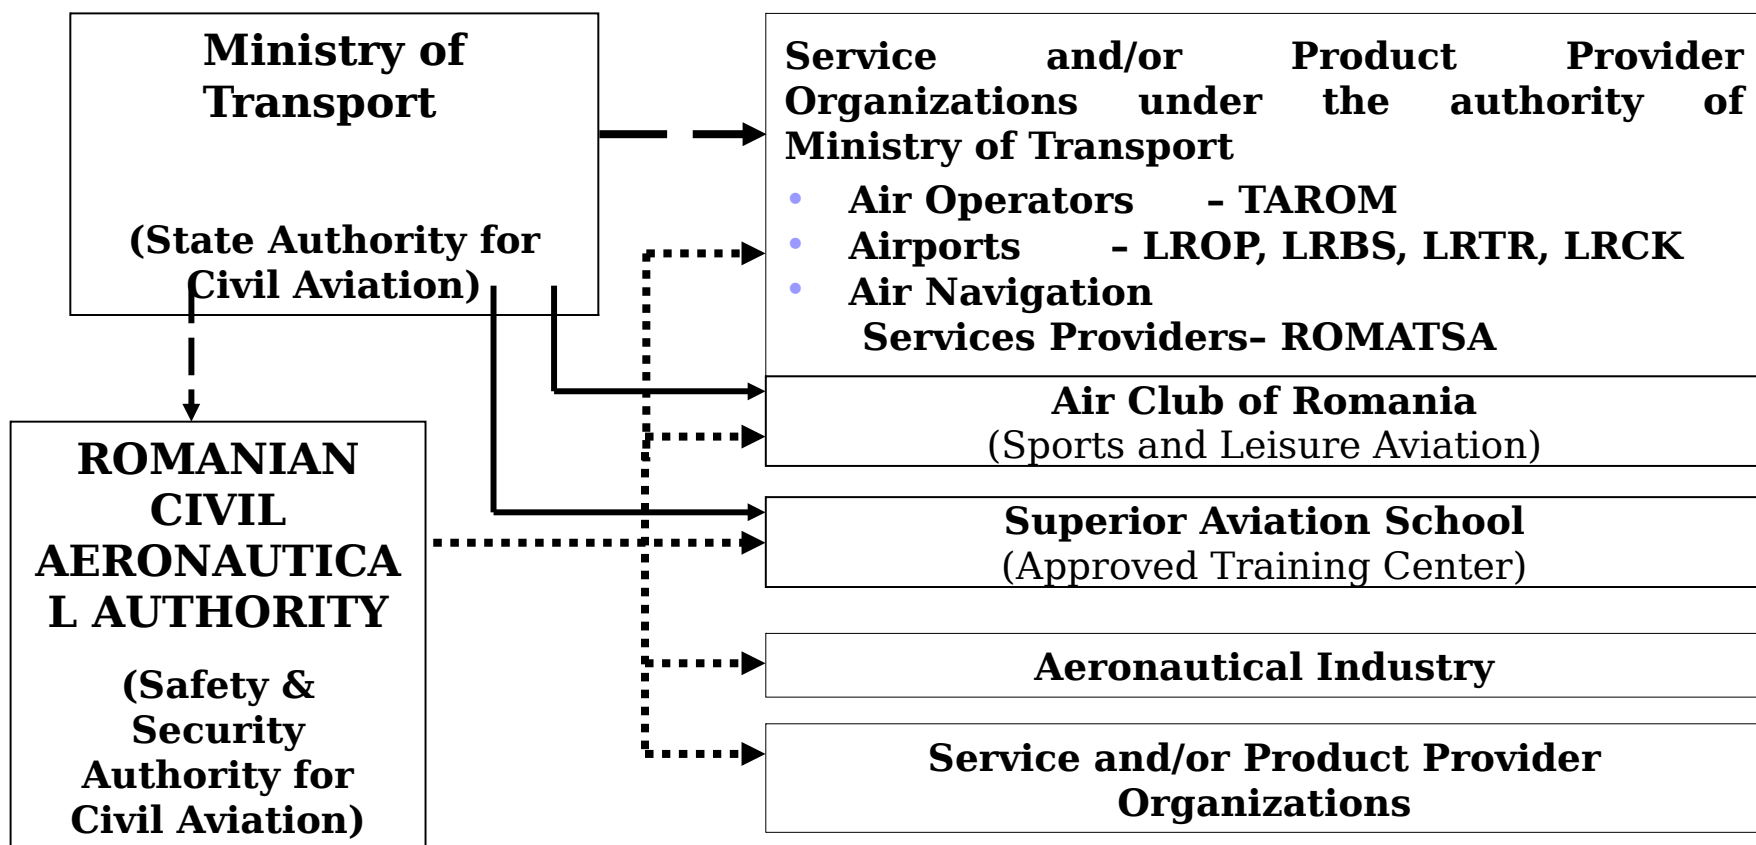 Ministry of
Transport
(State Authority for
Civil Aviation)
ROMANIAN
CIVIL
AERONAUTICA
L AUTHORITY
(Safety &
Security
Authority for
Civil Aviation)
Service and/or Product Provider
Organizations under the authority of
Ministry of Transport
• Air Operators – TAROM
• Airports – LROP, LRBS, LRTR, LRCK
• Air Navigation
Services Providers– ROMATSA
Air Club of Romania
(Sports and Leisure Aviation)
Superior Aviation School
(Approved Training Center)
Aeronautical Industry
Service and/or Product Provider
Organizations